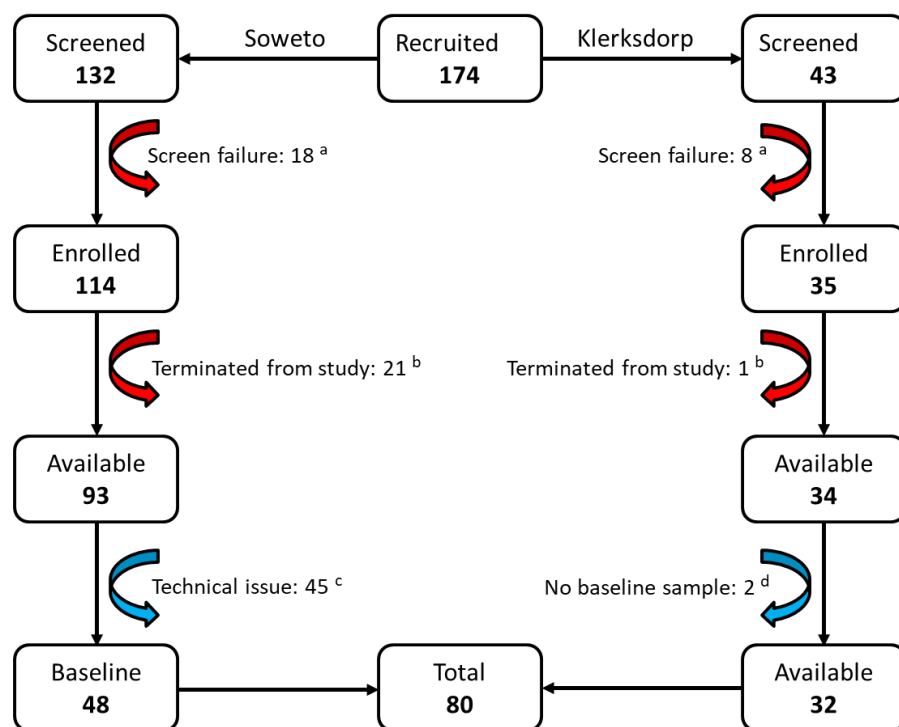 Screened
132
Soweto
Recruited
174
Klerksdorp
Screened
43
Screen failure: 18 a
Screen failure: 8 a
Enrolled
114
Enrolled
35
Terminated from study: 21 b
Terminated from study: 1 b
Available
93
Available
34
Technical issue: 45 c
No baseline sample: 2 d
Baseline
48
Total
80
Available
32